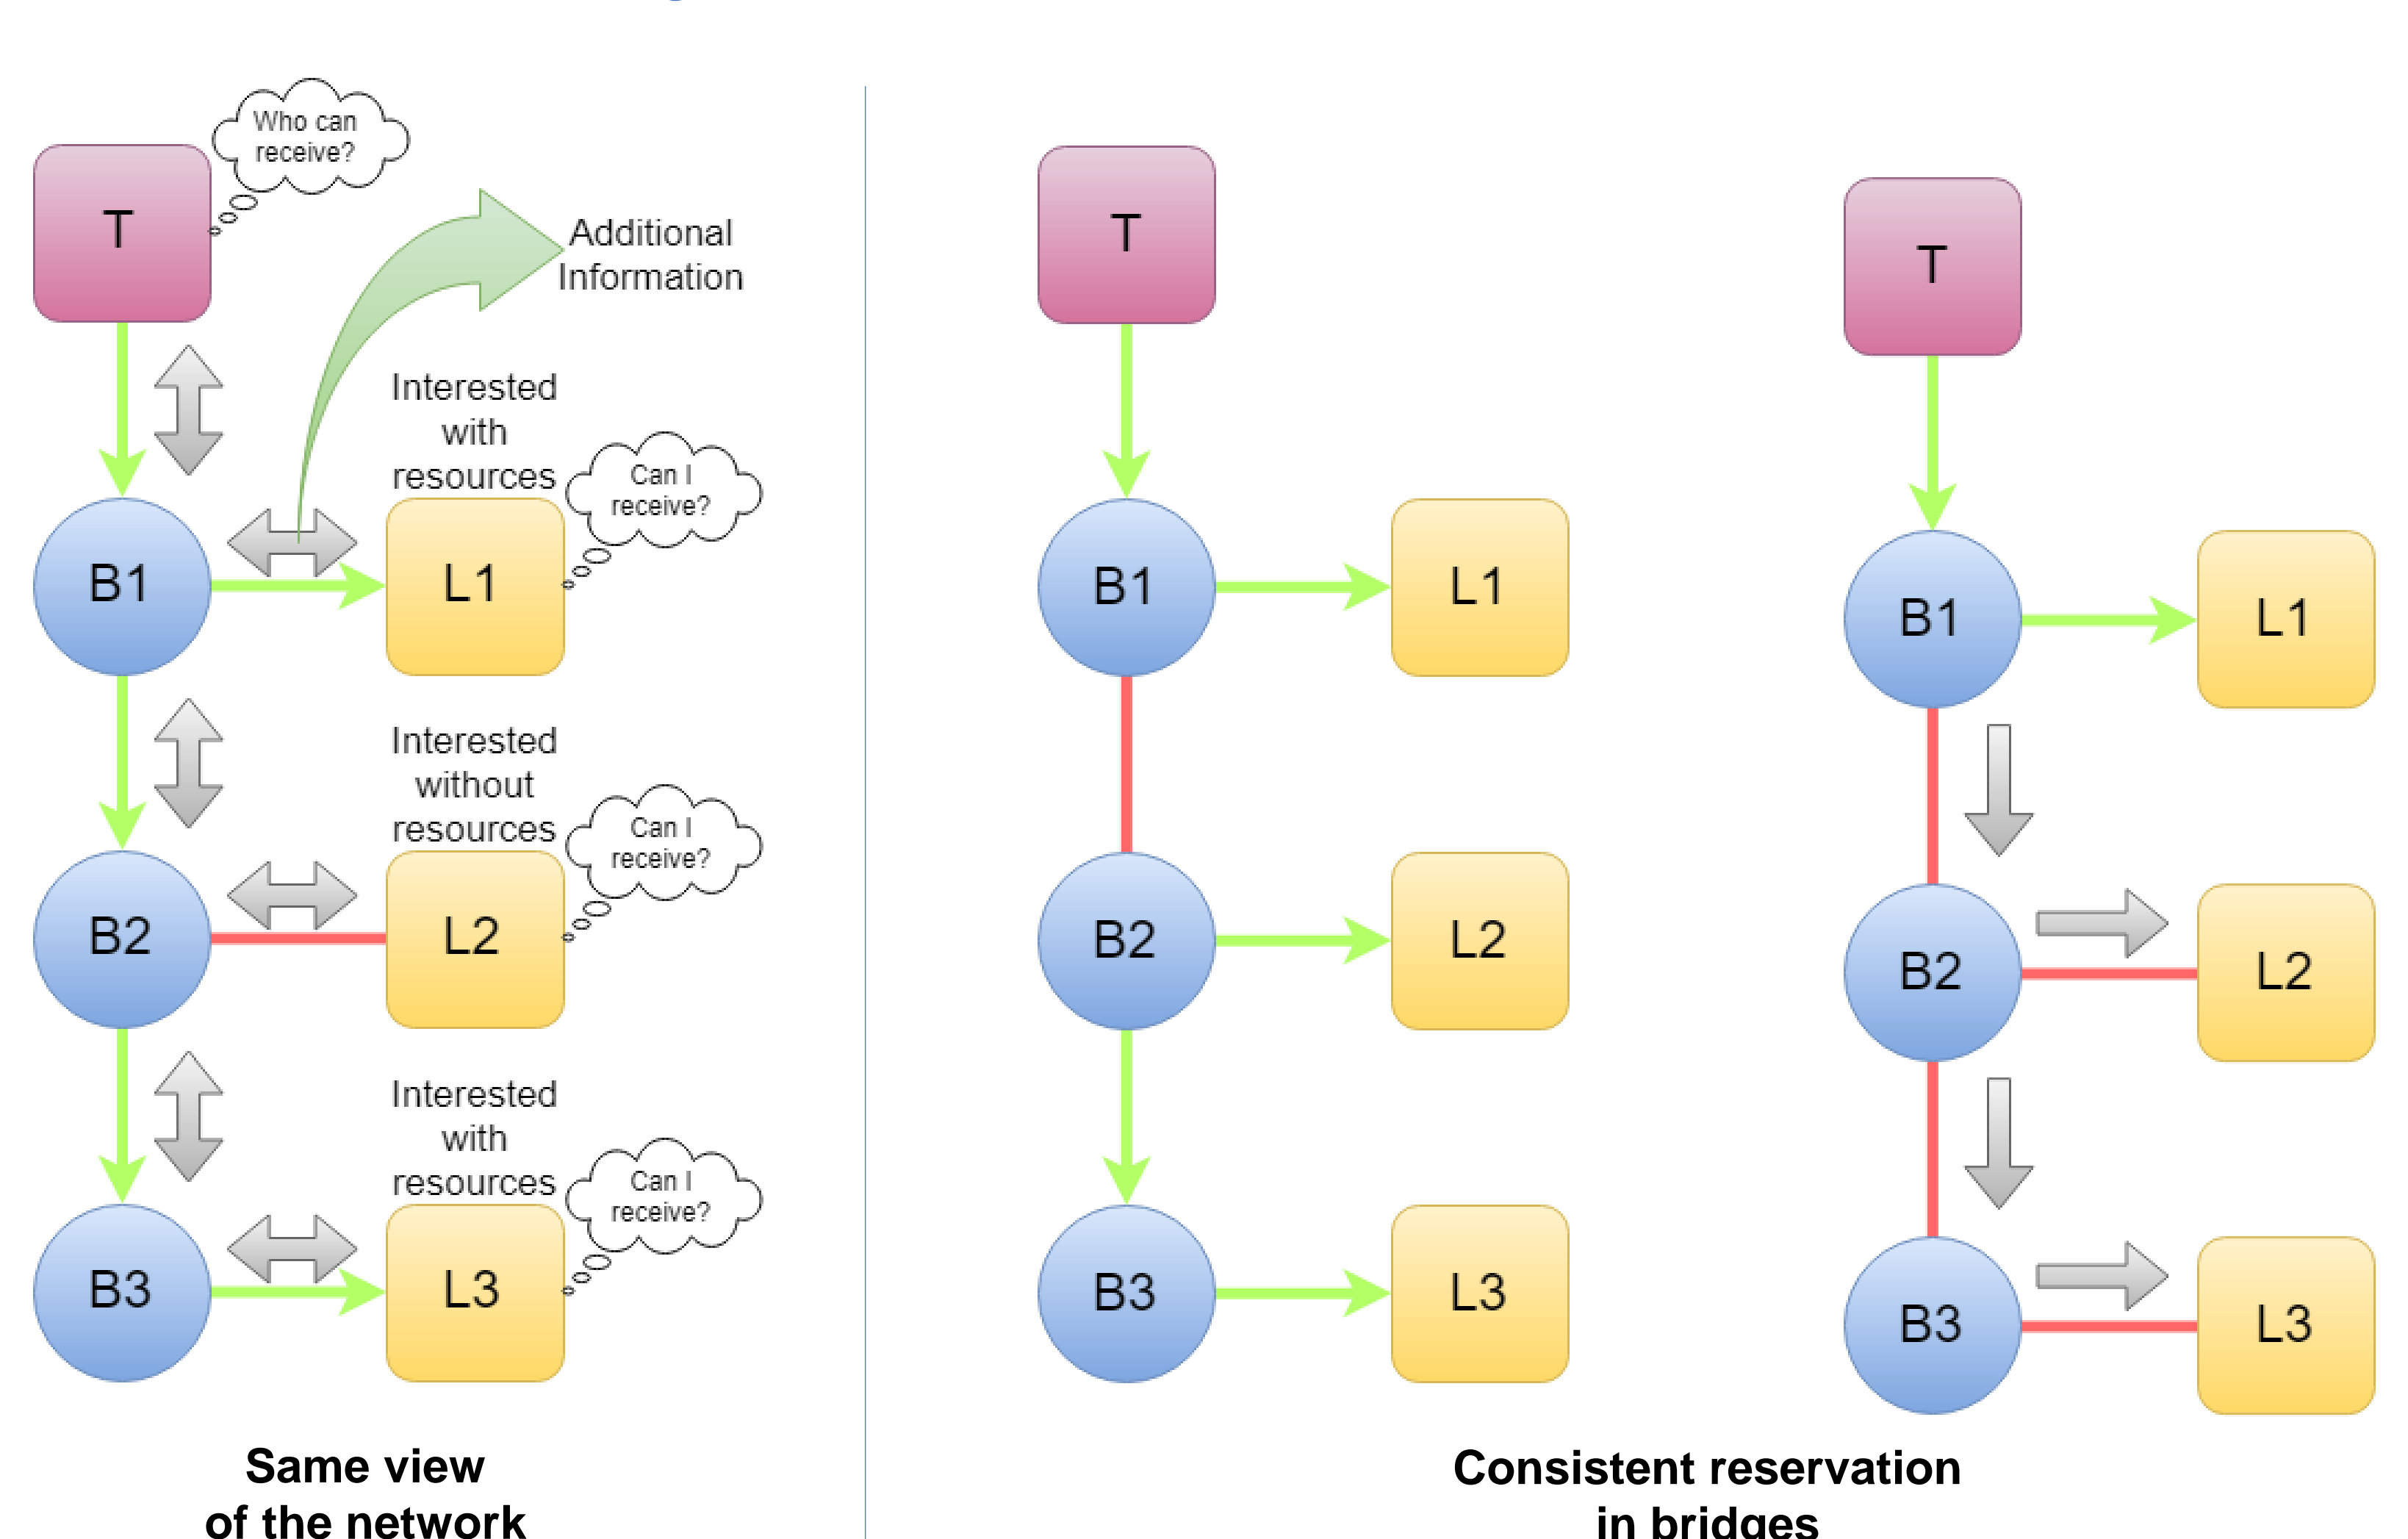 Who can
receive?
T
Additional
Information
Interested
with
resources
Can I
receive?
B1
L1
Interested
without
resources
Can I
receive?
B2
L2
Interested
with
resources
Can I
receive?
B3
L3
Same view
of the network
T
B1
L1
B2
L2
B3
L3
T
B1
L1
B2
L2
B3
L3
Consistent reservation
in bridges